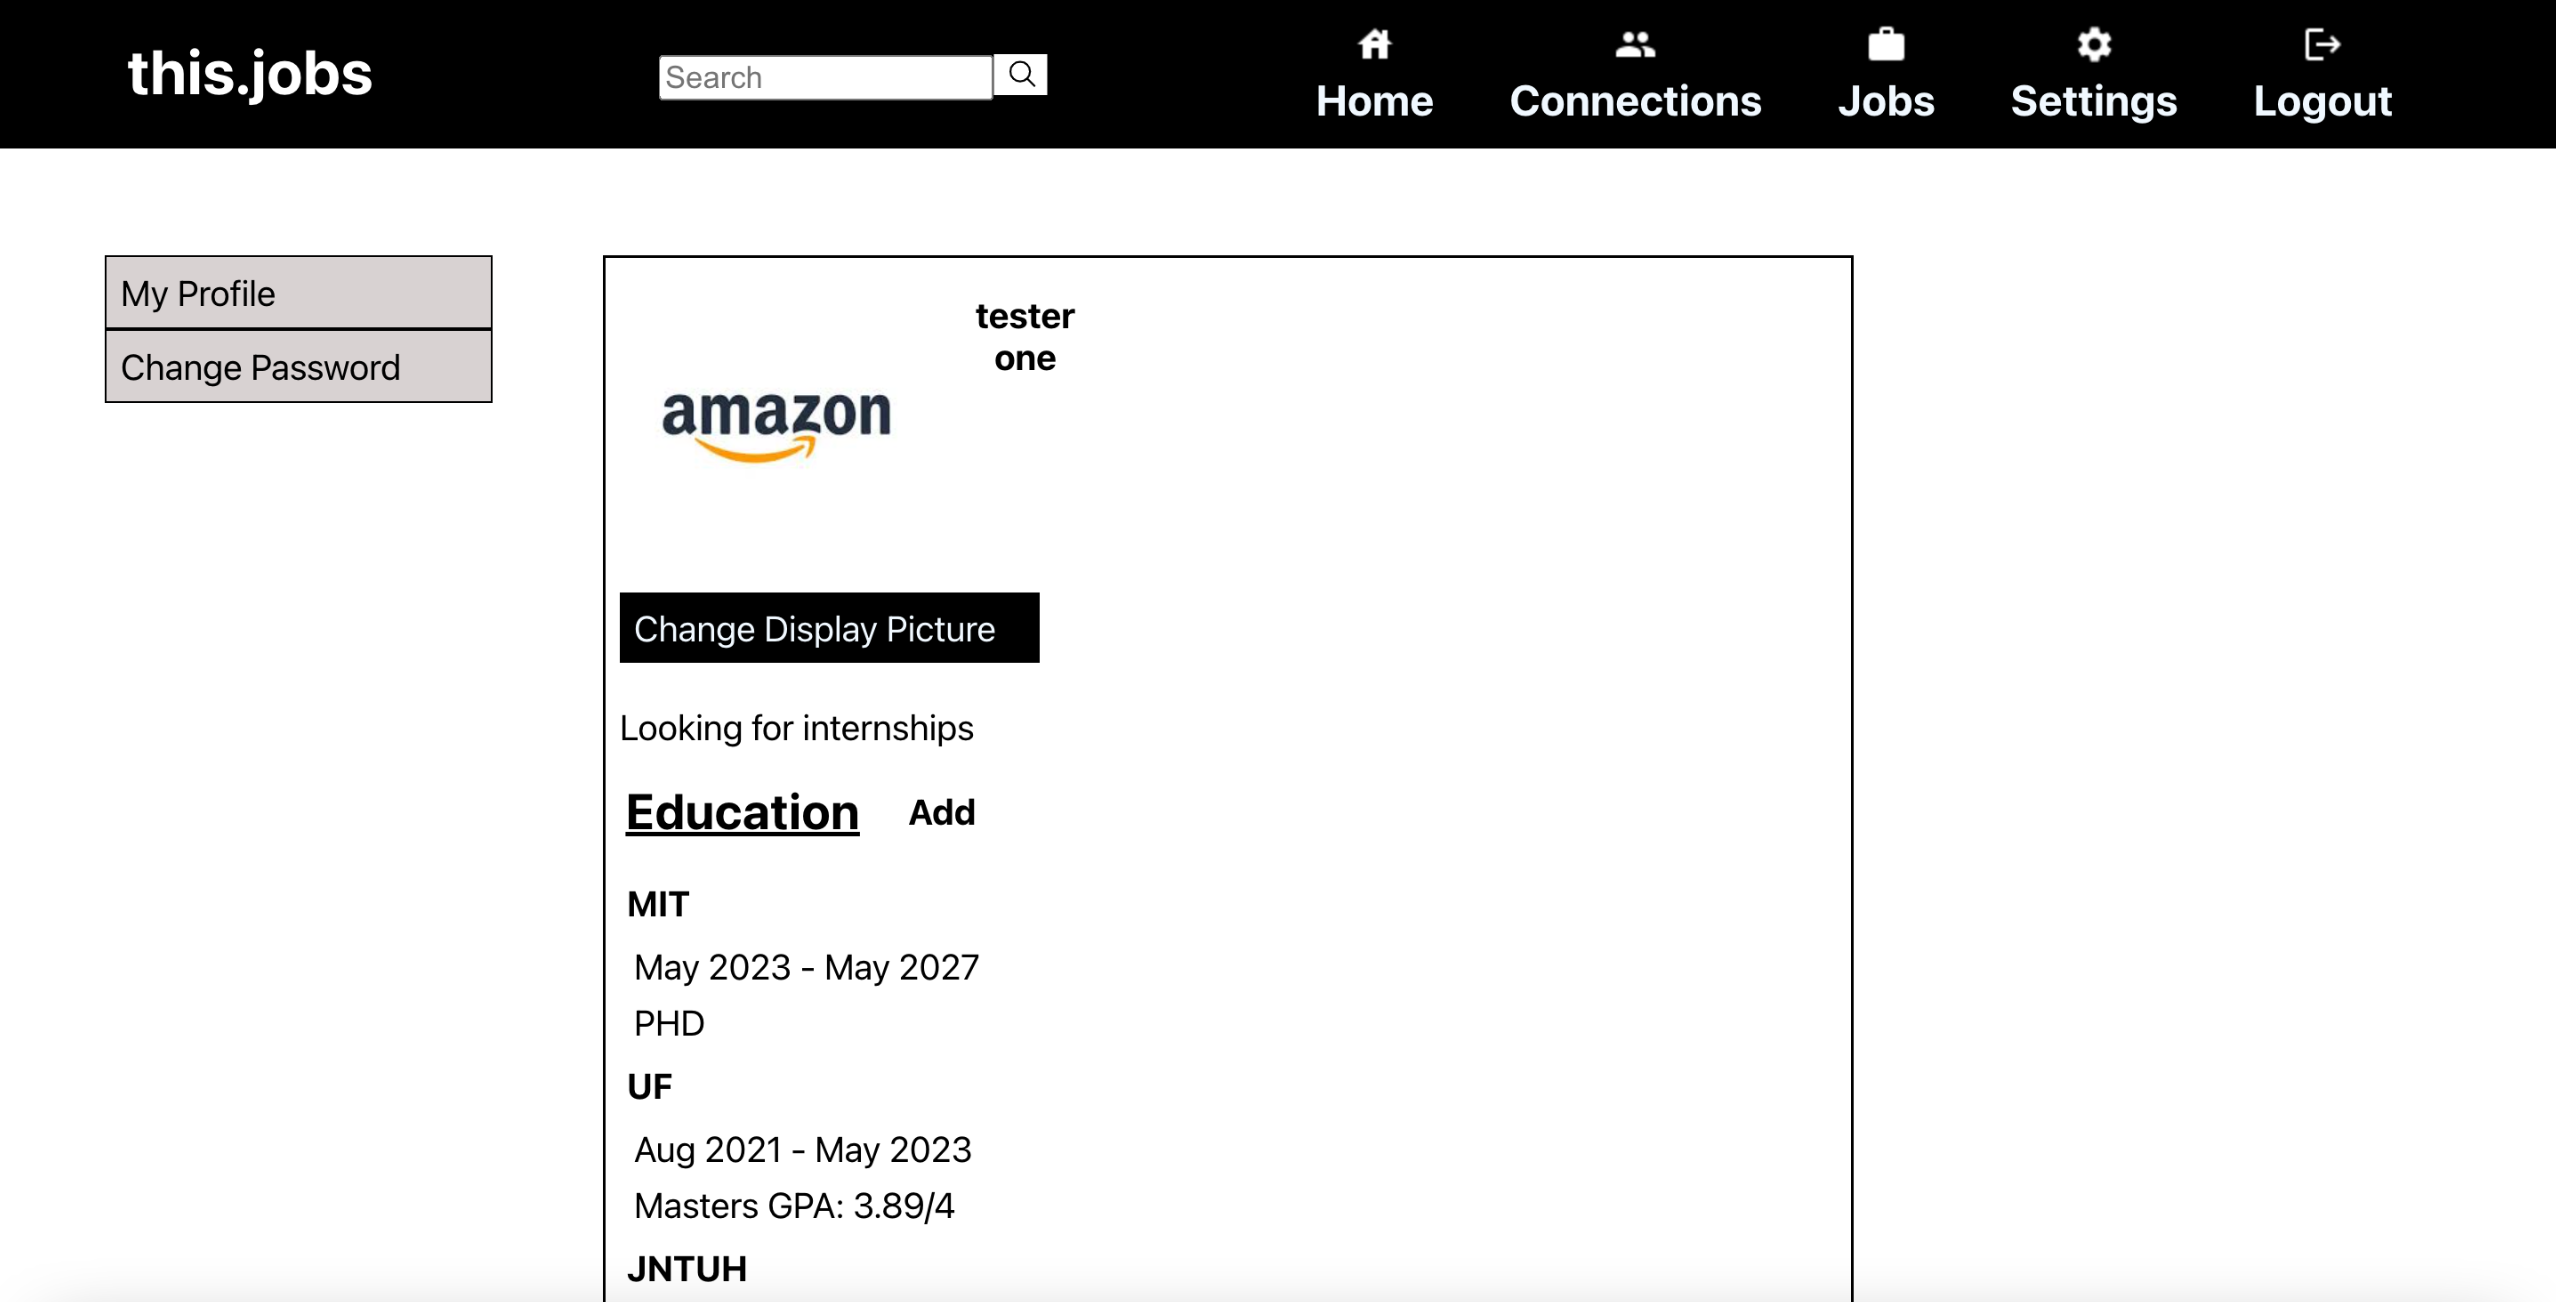 this.jobs
Search
Home
Connections
Jobs
Settings
Logout
My Profile
Change Password
tester
one
amazon
Change Display Picture
Looking for internships
Education Add
MIT
May 2023 - May 2027
PHD
UF
Aug 2021 - May 2023
Masters GPA: 3.89/4
JNTUH